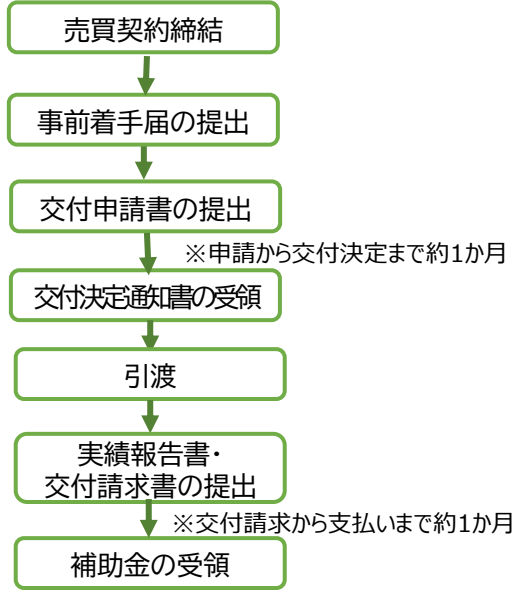 売買契約締結
事前着手届の提出
交付申請書の提出
※申請から交付決定まで約1か月
交付決定通知書の受領
引渡
実績報告書・
交付請求書の提出
※交付請求から支払いまで約1か月
補助金の受領